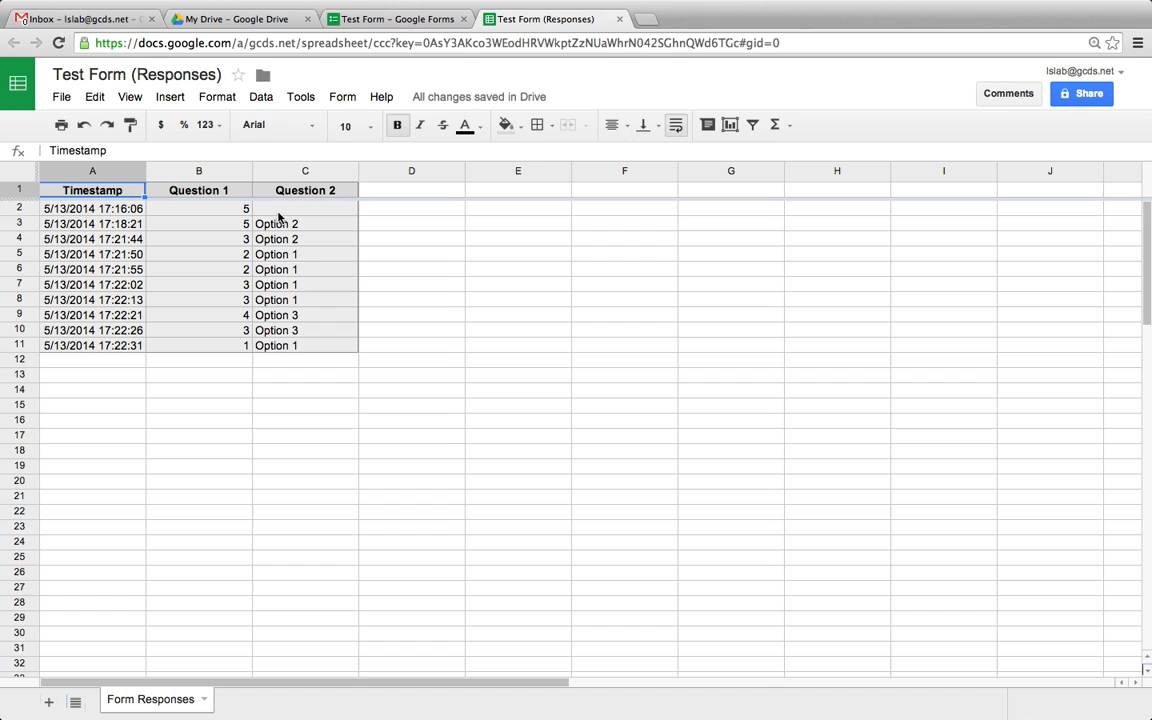 Inbox – lslab@gcds.net – My Drive – Google Drive Test Form – Google Forms Test Form (Responses)
https://docs.google.com/a/gcds.net/spreadsheet/ccc?key=0AsY3AKco3WEodHRVWkptZzNUaWhrN042SGhnQWd6TGc#gid=0
Test Form (Responses) lslab@gcds.net
File Edit View Insert Format Data Tools Form Help All changes saved in Drive Comments Share
$ % 123 Arial 10 B I S A Σ
fx Timestamp
A B C D E F G H I J
1 Timestamp Question 1 Question 2
2 5/13/2014 17:16:06 5
3 5/13/2014 17:18:21 5 Option 2
4 5/13/2014 17:21:44 3 Option 2
5 5/13/2014 17:21:50 2 Option 1
6 5/13/2014 17:21:55 2 Option 1
7 5/13/2014 17:22:02 3 Option 1
8 5/13/2014 17:22:13 3 Option 1
9 5/13/2014 17:22:21 4 Option 3
10 5/13/2014 17:22:26 3 Option 3
11 5/13/2014 17:22:31 1 Option 1
12
13
14
15
16
17
18
19
20
21
22
23
24
25
26
27
28
29
30
31
32
Form Responses